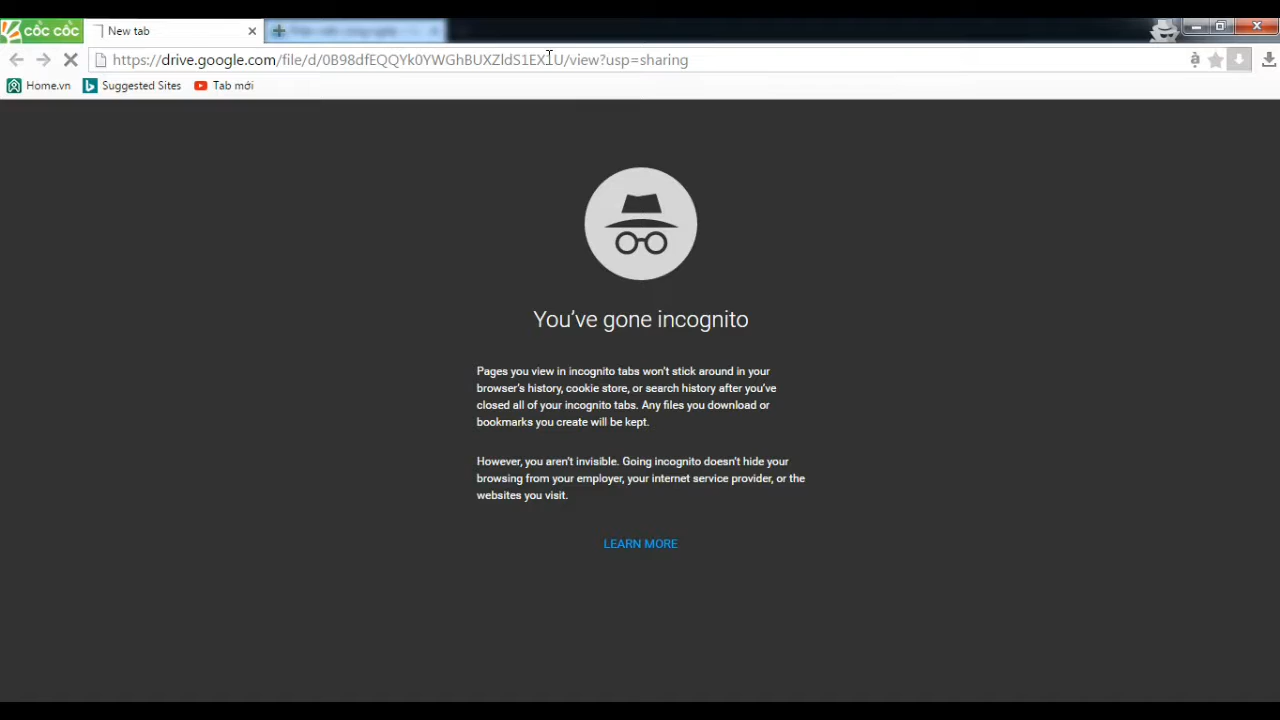 cốc cốc New tab
https://drive.google.com/file/d/0B98dfEQQYk0YWGhBUXZldS1EX1U/view?usp=sharing
Home.vn Suggested Sites Tab mới
You've gone incognito
Pages you view in incognito tabs won't stick around in your
browser's history, cookie store, or search history after you've
closed all of your incognito tabs. Any files you download or
bookmarks you create will be kept.
However, you aren't invisible. Going incognito doesn't hide your
browsing from your employer, your internet service provider, or the
websites you visit.
LEARN MORE